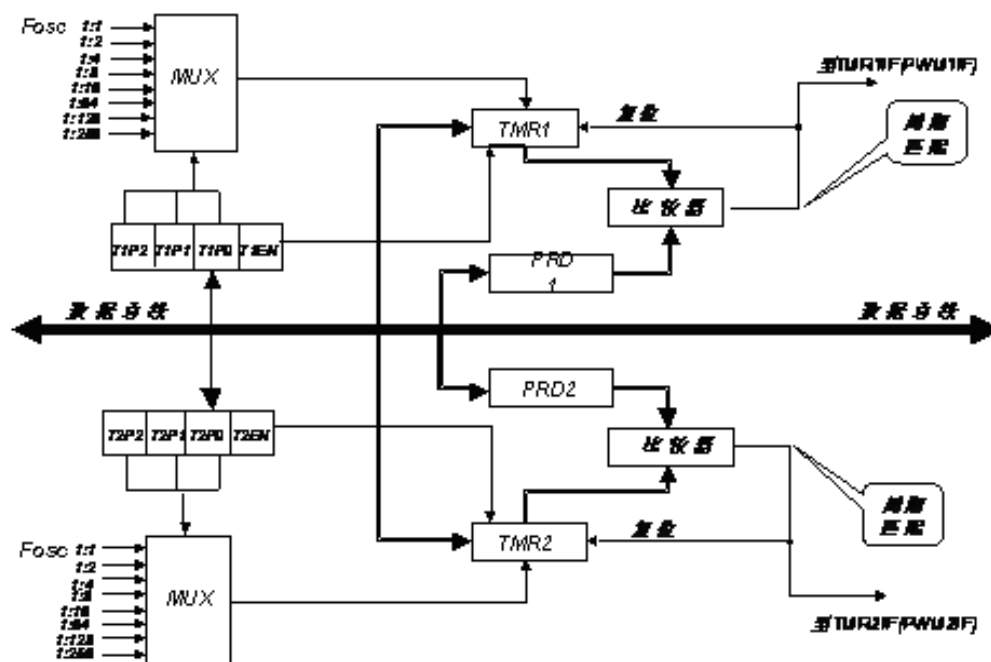 Fosc 1:1
1:2
1:4
1:8
1:16
1:64
1:128
1:256
MUX
TMR1
复位
至TMR1IF(PWM1IF)
周期
匹配
比较器
T1P2 T1P1 T1P0 T1EN
PRD
1
数据总线
数据总线
PRD2
T2P2 T2P1 T2P0 T2EN
比较器
周期
匹配
TMR2
复位
Fosc 1:1
1:2
1:4
1:8
1:16
1:64
1:128
1:256
MUX
至TMR2IF(PWM2IF)